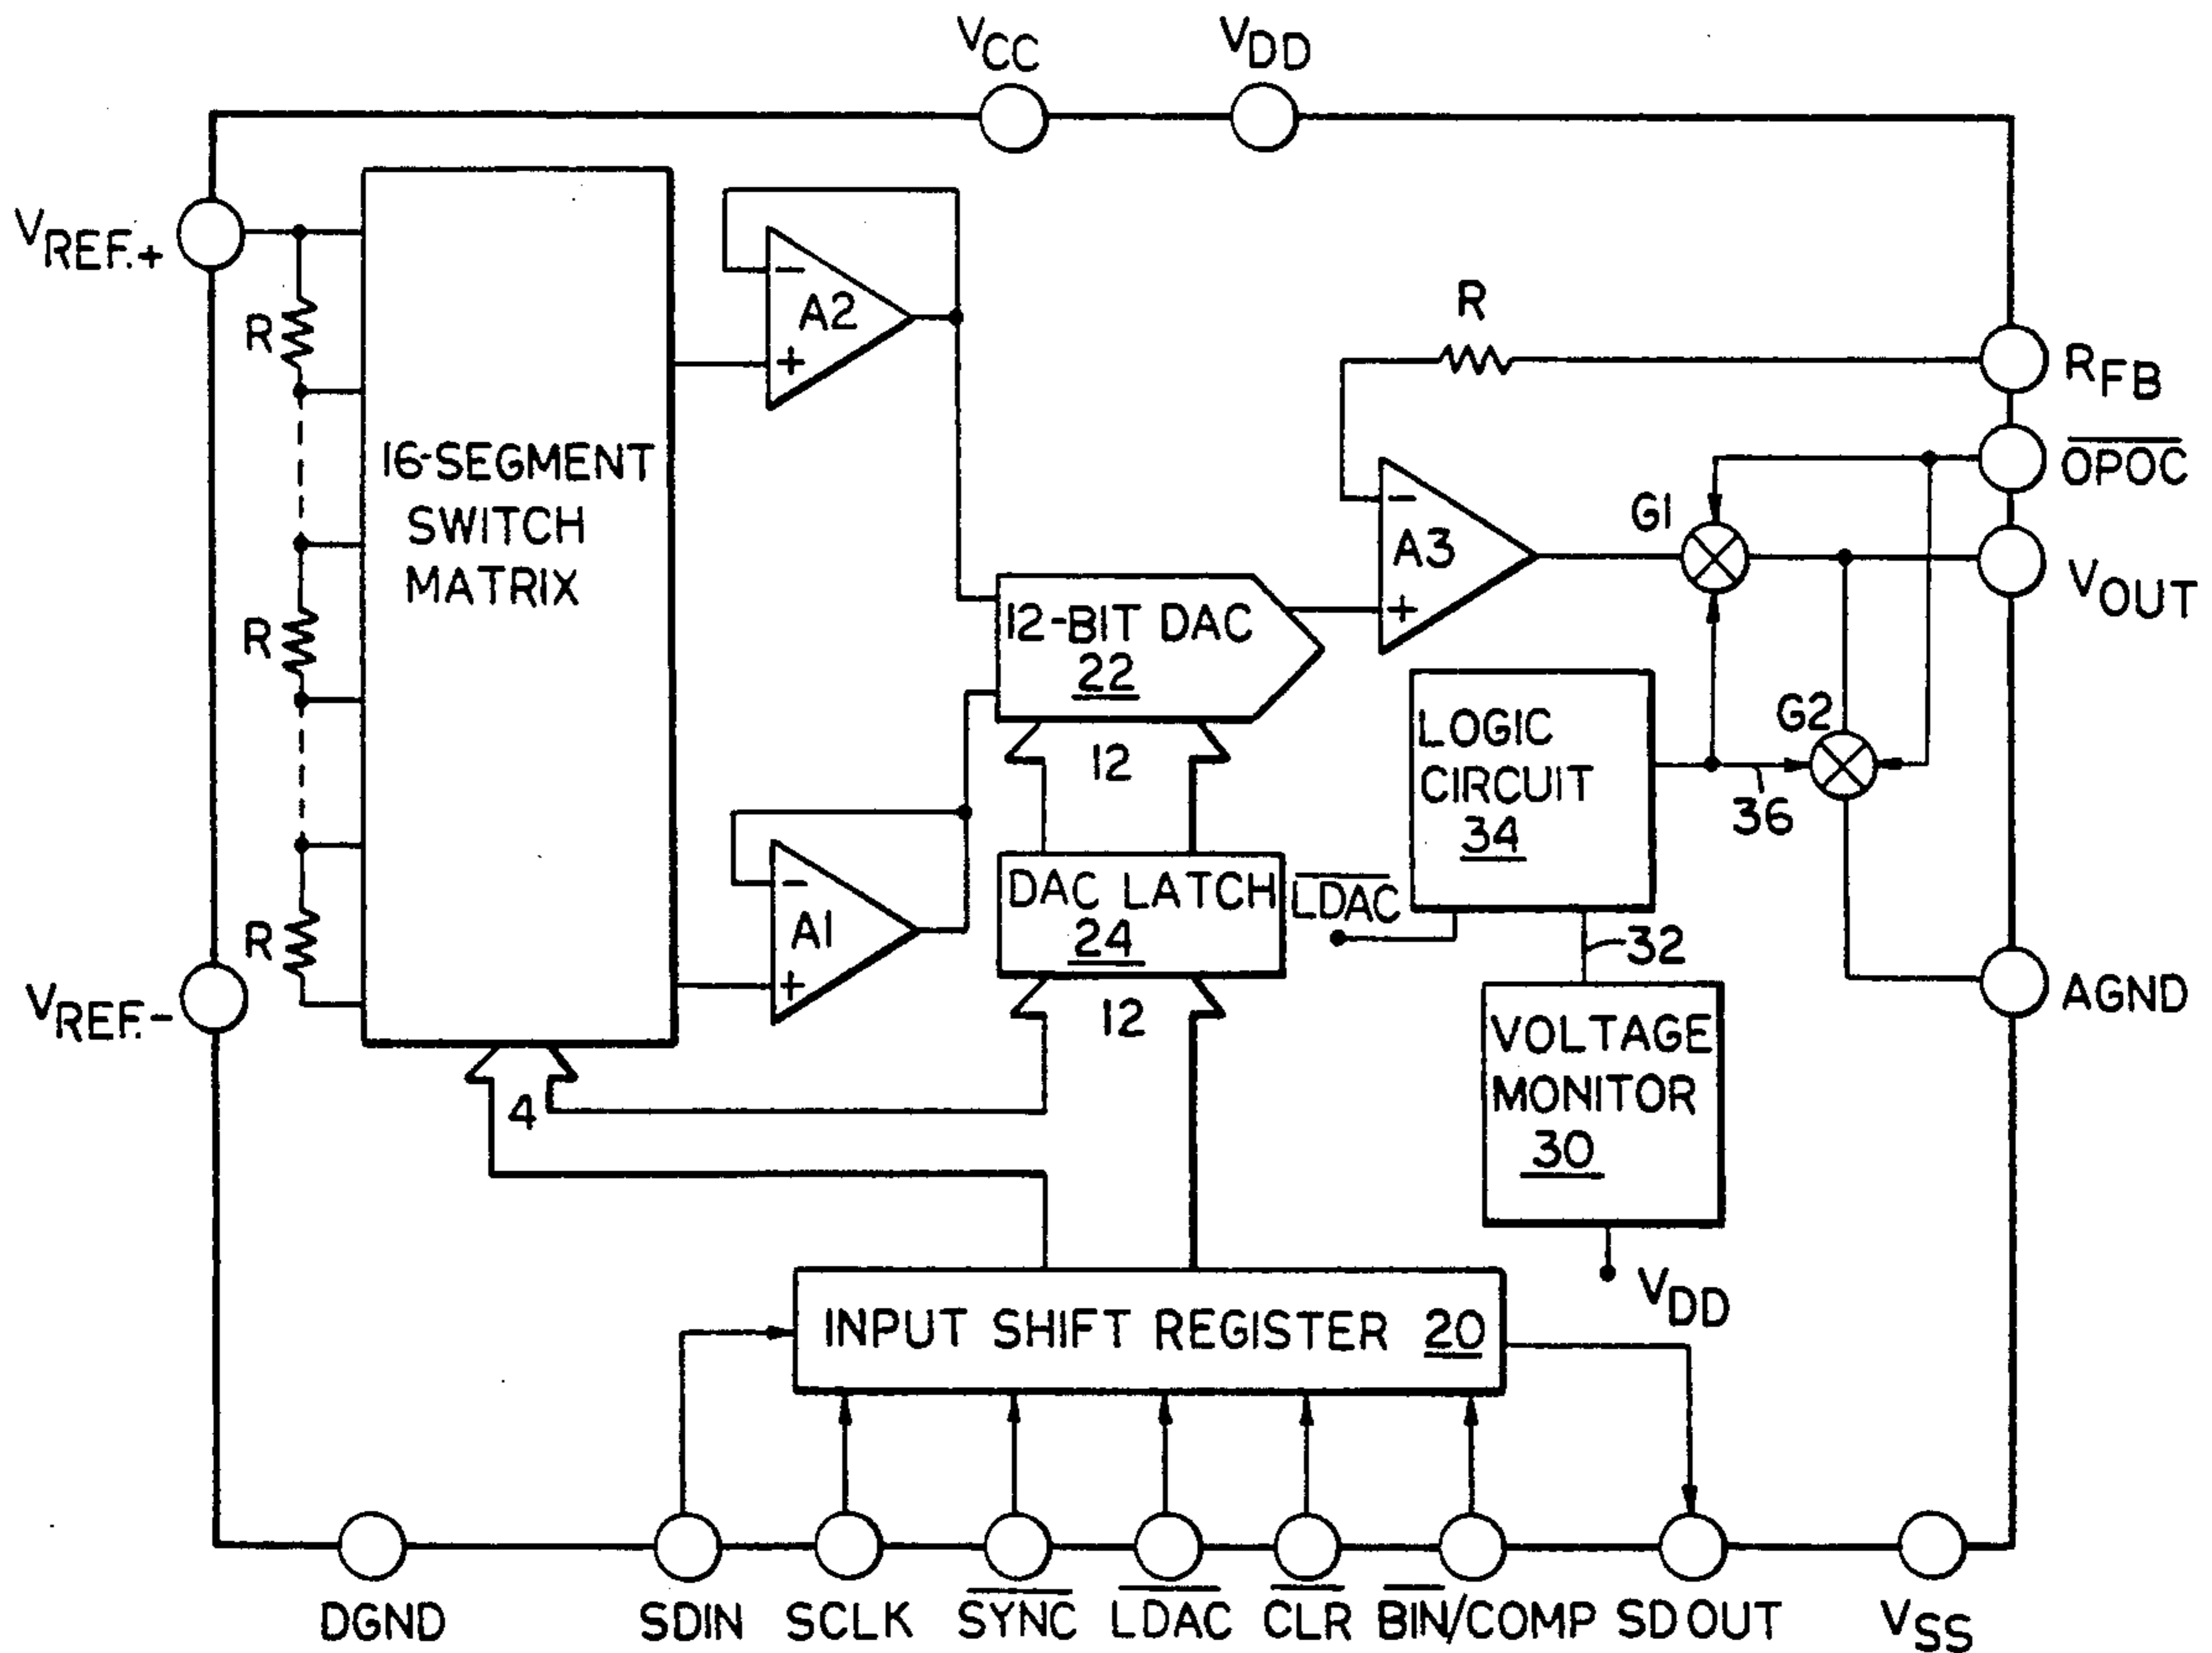 VCC
VDD
VREF.+
R
R
R
VREF.-
16-SEGMENT
SWITCH
MATRIX
4
A2
-
+
A1
-
+
12-BIT DAC
22
12
DAC LATCH
24
12
R
A3
-
+
G1
G2
RFB
OPOC
VOUT
AGND
LOGIC
CIRCUIT
34
36
LDAC
32
VOLTAGE
MONITOR
30
VDD
INPUT SHIFT REGISTER 20
DGND
SDIN
SCLK
SYNC
LDAC
CLR
BIN/COMP
SDOUT
VSS